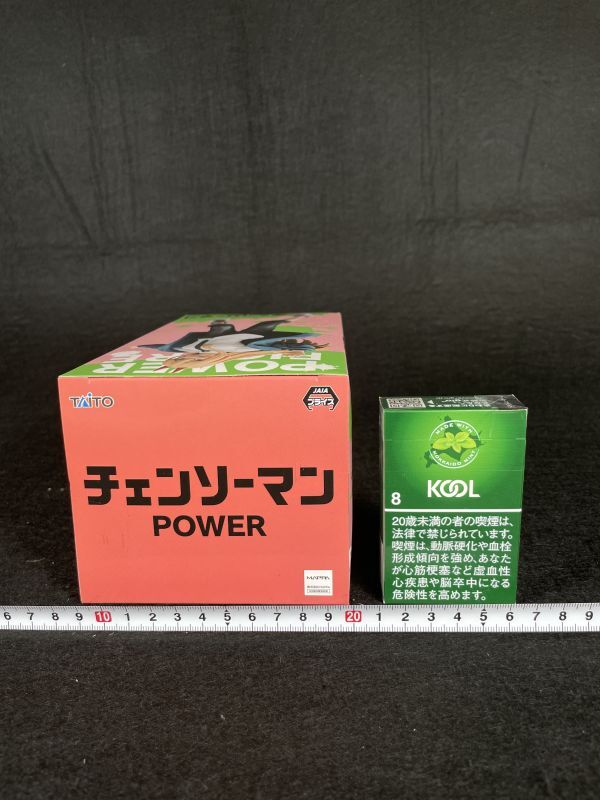 POWER
TAITO
JAIA
プライズ
チェンソーマン
POWER
MAPPA
MADE WITH
HOKKAIDO MINT
8
KOOL
20歳未満の者の喫煙は、
法律で禁じられています。
喫煙は、動脈硬化や血栓
形成傾向を強め、あなた
が心筋梗塞など虚血性
心疾患や脳卒中になる
危険性を高めます。
6 7 8 9 10 1 2 3 4 5 6 7 8 9 20 1 2 3 4 5 6 7 8 9